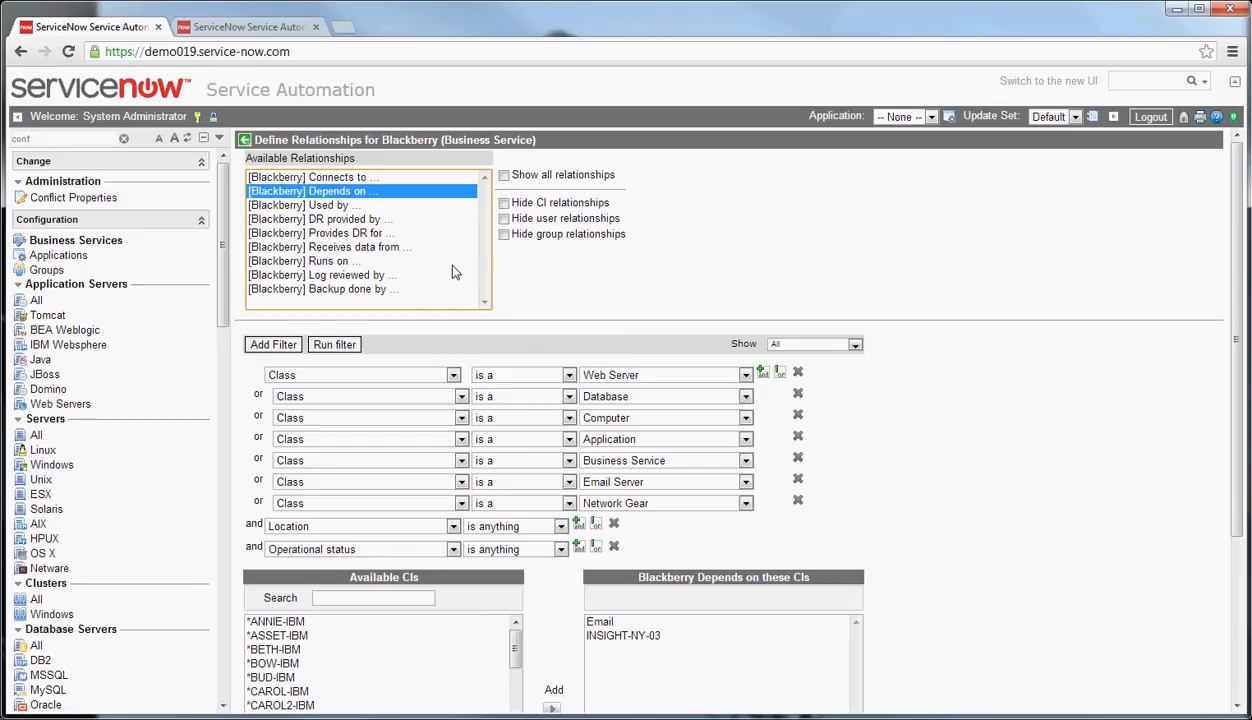 ServiceNow Service Auton
ServiceNow Service Auton
https://demo019.service-now.com
servicenow™ Service Automation
Switch to the new UI
Welcome: System Administrator
Application: -- None -- Update Set: Default Logout
conf
Change
Administration
Conflict Properties
Configuration
Business Services
Applications
Groups
Application Servers
All
Tomcat
BEA Weblogic
IBM Websphere
Java
JBoss
Domino
Web Servers
Servers
All
Linux
Windows
Unix
ESX
Solaris
AIX
HPUX
OS X
Netware
Clusters
All
Windows
Database Servers
All
DB2
MSSQL
MySQL
Oracle
Define Relationships for Blackberry (Business Service)
Available Relationships
[Blackberry] Connects to ...
[Blackberry] Depends on ...
[Blackberry] Used by ...
[Blackberry] DR provided by ...
[Blackberry] Provides DR for ...
[Blackberry] Receives data from ...
[Blackberry] Runs on ...
[Blackberry] Log reviewed by ...
[Blackberry] Backup done by ...
Show all relationships
Hide CI relationships
Hide user relationships
Hide group relationships
Add Filter Run filter Show All
Class is a Web Server and or
or Class is a Database
or Class is a Computer
or Class is a Application
or Class is a Business Service
or Class is a Email Server
or Class is a Network Gear
and Location is anything and or
and Operational status is anything and or
Available CIs
Search
*ANNIE-IBM
*ASSET-IBM
*BETH-IBM
*BOW-IBM
*BUD-IBM
*CAROL-IBM
*CAROL2-IBM
Add
Blackberry Depends on these CIs
Email
INSIGHT-NY-03